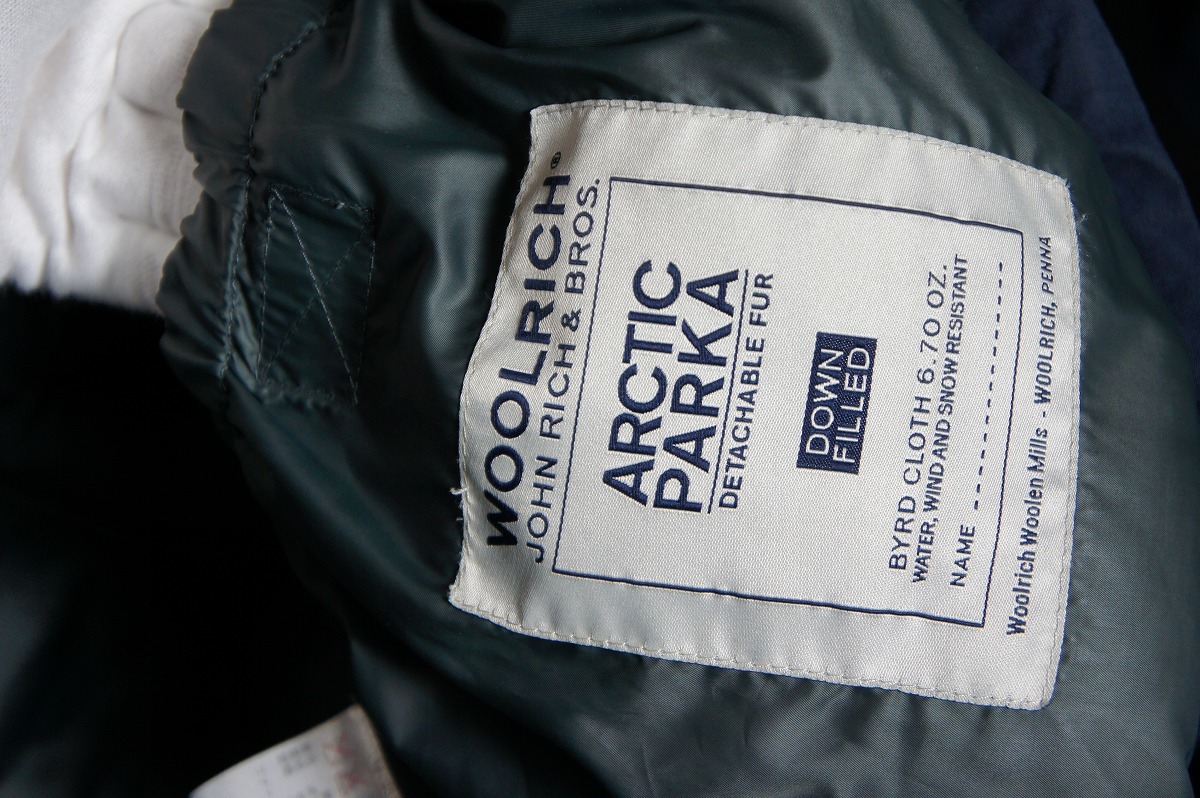 WOOLRICH®
JOHN RICH & BROS.
ARCTIC
PARKA
DETACHABLE FUR
DOWN
FILLED
BYRD CLOTH 6.70 OZ.
WATER, WIND AND SNOW RESISTANT
NAME ------------
Woolrich Woolen Mills - WOOLRICH, PENNA